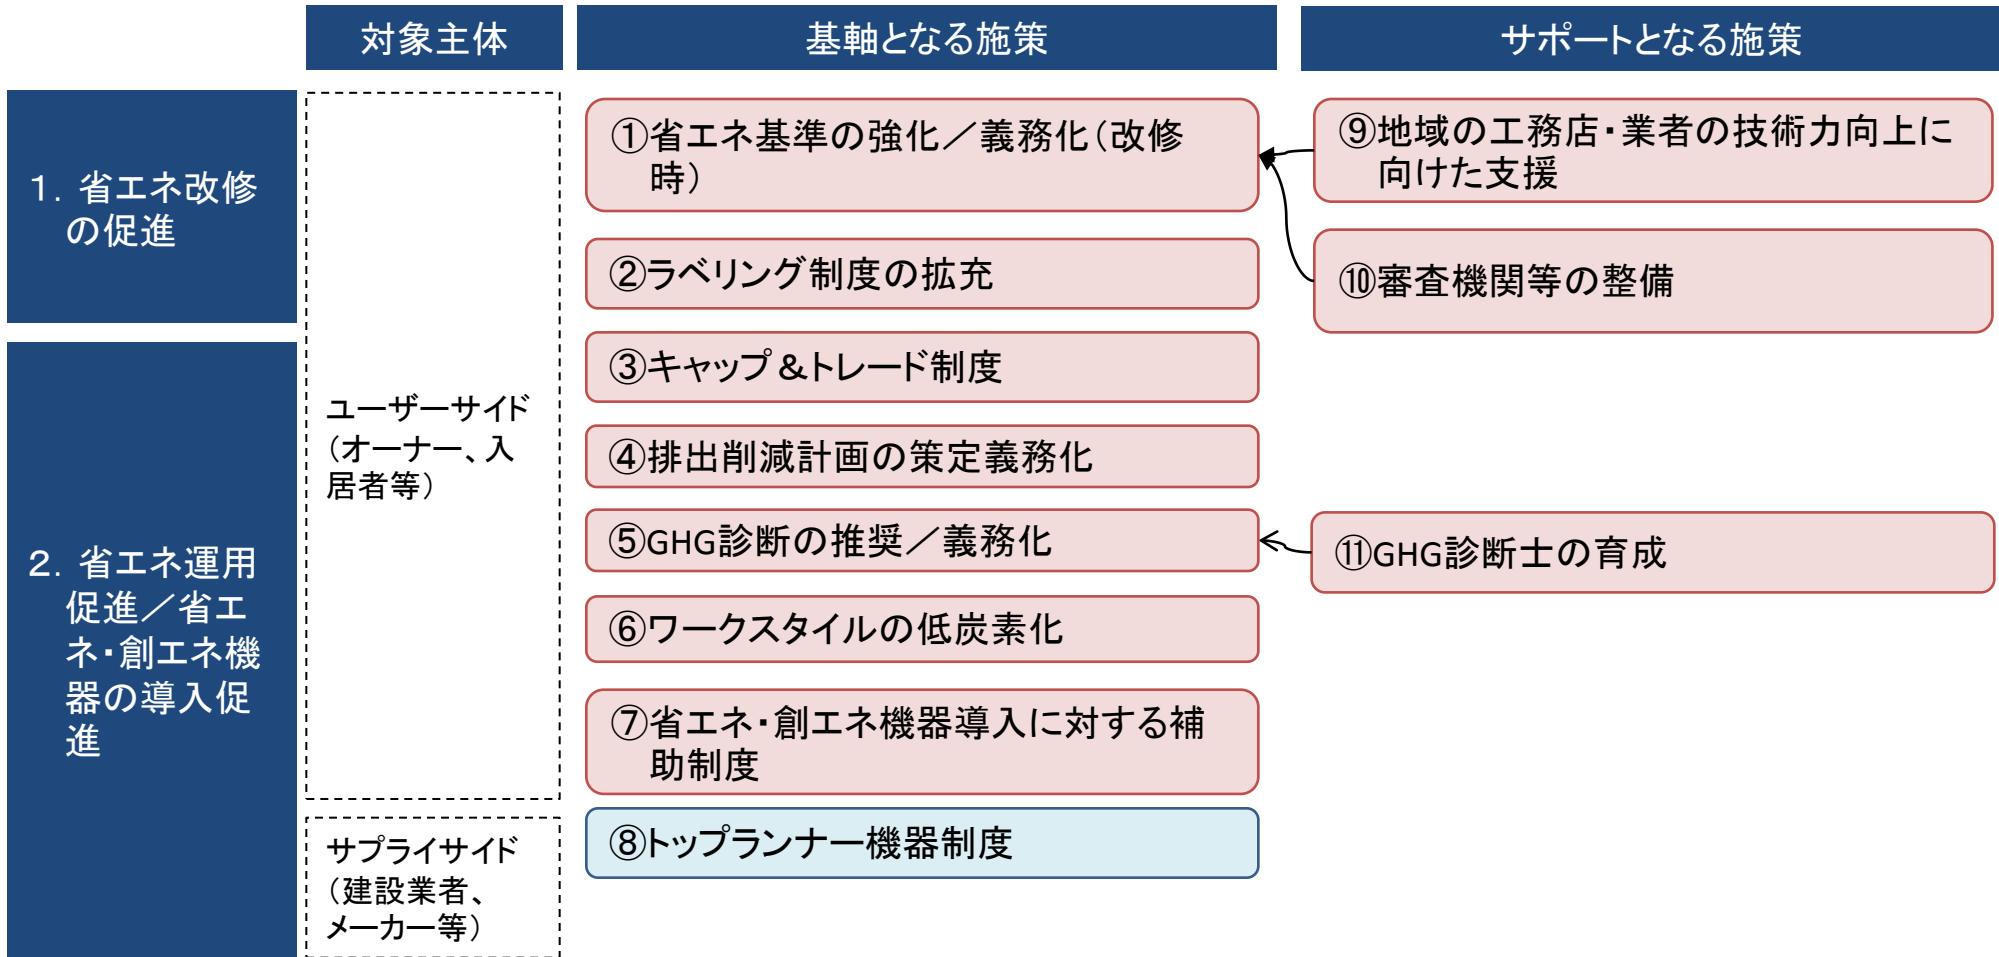 対象主体
基軸となる施策
サポートとなる施策
1．省エネ改修
の促進
①省エネ基準の強化／義務化（改修
時）
②ラベリング制度の拡充
⑨地域の工務店・業者の技術力向上に
向けた支援
⑩審査機関等の整備
2．省エネ運用
促進／省エ
ネ・創エネ機
器の導入促
進
ユーザーサイド
（オーナー、入
居者等）
③キャップ＆トレード制度
④排出削減計画の策定義務化
⑤GHG診断の推奨／義務化
⑪GHG診断士の育成
⑥ワークスタイルの低炭素化
⑦省エネ・創エネ機器導入に対する補
助制度
サプライサイド
（建設業者、
メーカー等）
⑧トップランナー機器制度